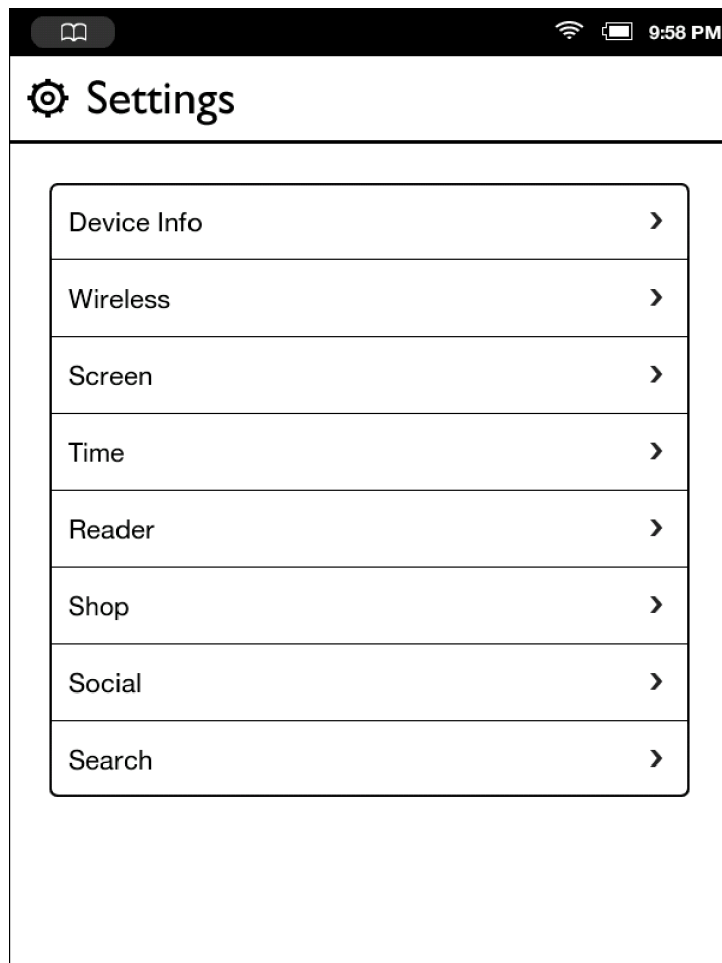 9:58 PM
Settings
Device Info
Wireless
Screen
Time
Reader
Shop
Social
Search